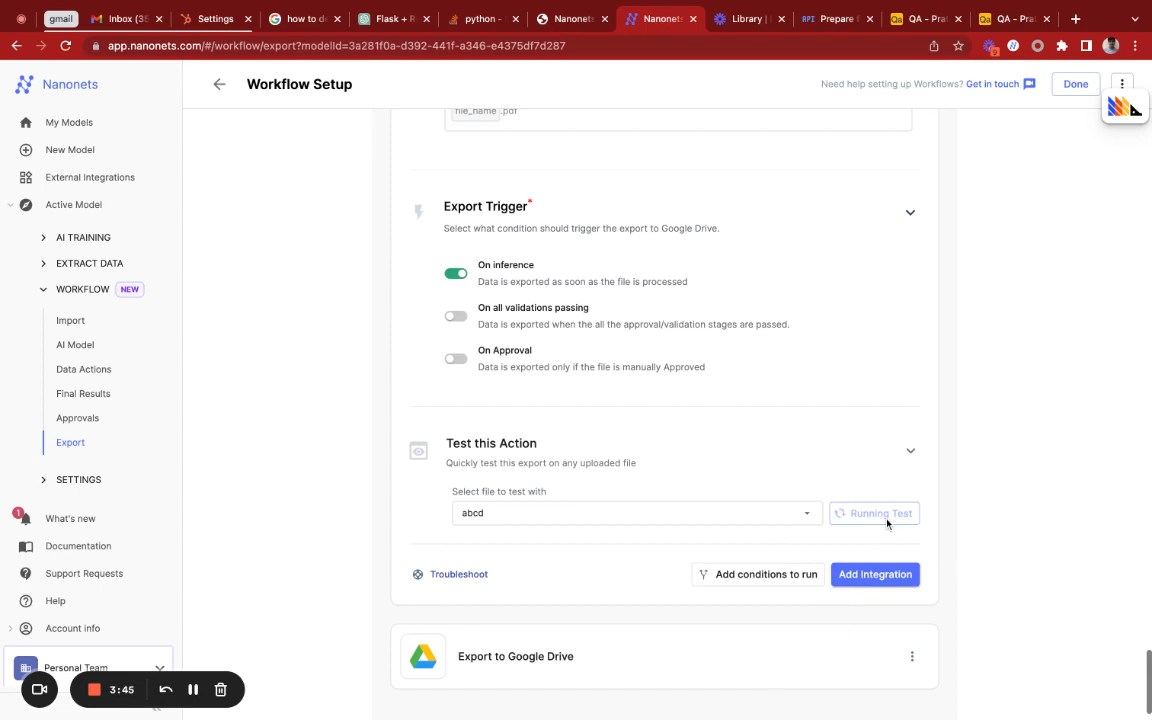 gmail
Inbox (35
Settings
how to de
Flask + R
python -
Nanonets
Nanonets
Library |
API
Prepare f
QA - Prat
QA - Prat
app.nanonets.com/#/workflow/export?modelId=3a281f0a-d392-441f-a346-e4375df7d287
Nanonets
Workflow Setup
Need help setting up Workflows? Get in touch
Done
My Models
New Model
External Integrations
Active Model
AI TRAINING
EXTRACT DATA
WORKFLOW NEW
Import
AI Model
Data Actions
Final Results
Approvals
Export
SETTINGS
1
What's new
Documentation
Support Requests
Help
Account info
Personal Team
3:45
file_name .pdf
Export Trigger*
Select what condition should trigger the export to Google Drive.
On inference
Data is exported as soon as the file is processed
On all validations passing
Data is exported when the all the approval/validation stages are passed.
On Approval
Data is exported only if the file is manually Approved
Test this Action
Quickly test this export on any uploaded file
Select file to test with
abcd
Running Test
Troubleshoot
Add conditions to run
Add Integration
Export to Google Drive